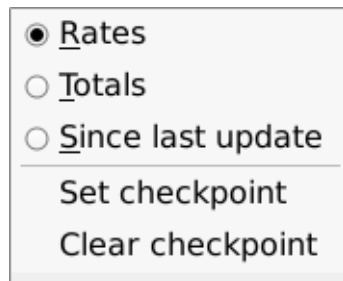 Rates
Totals
Since last update
Set checkpoint
Clear checkpoint